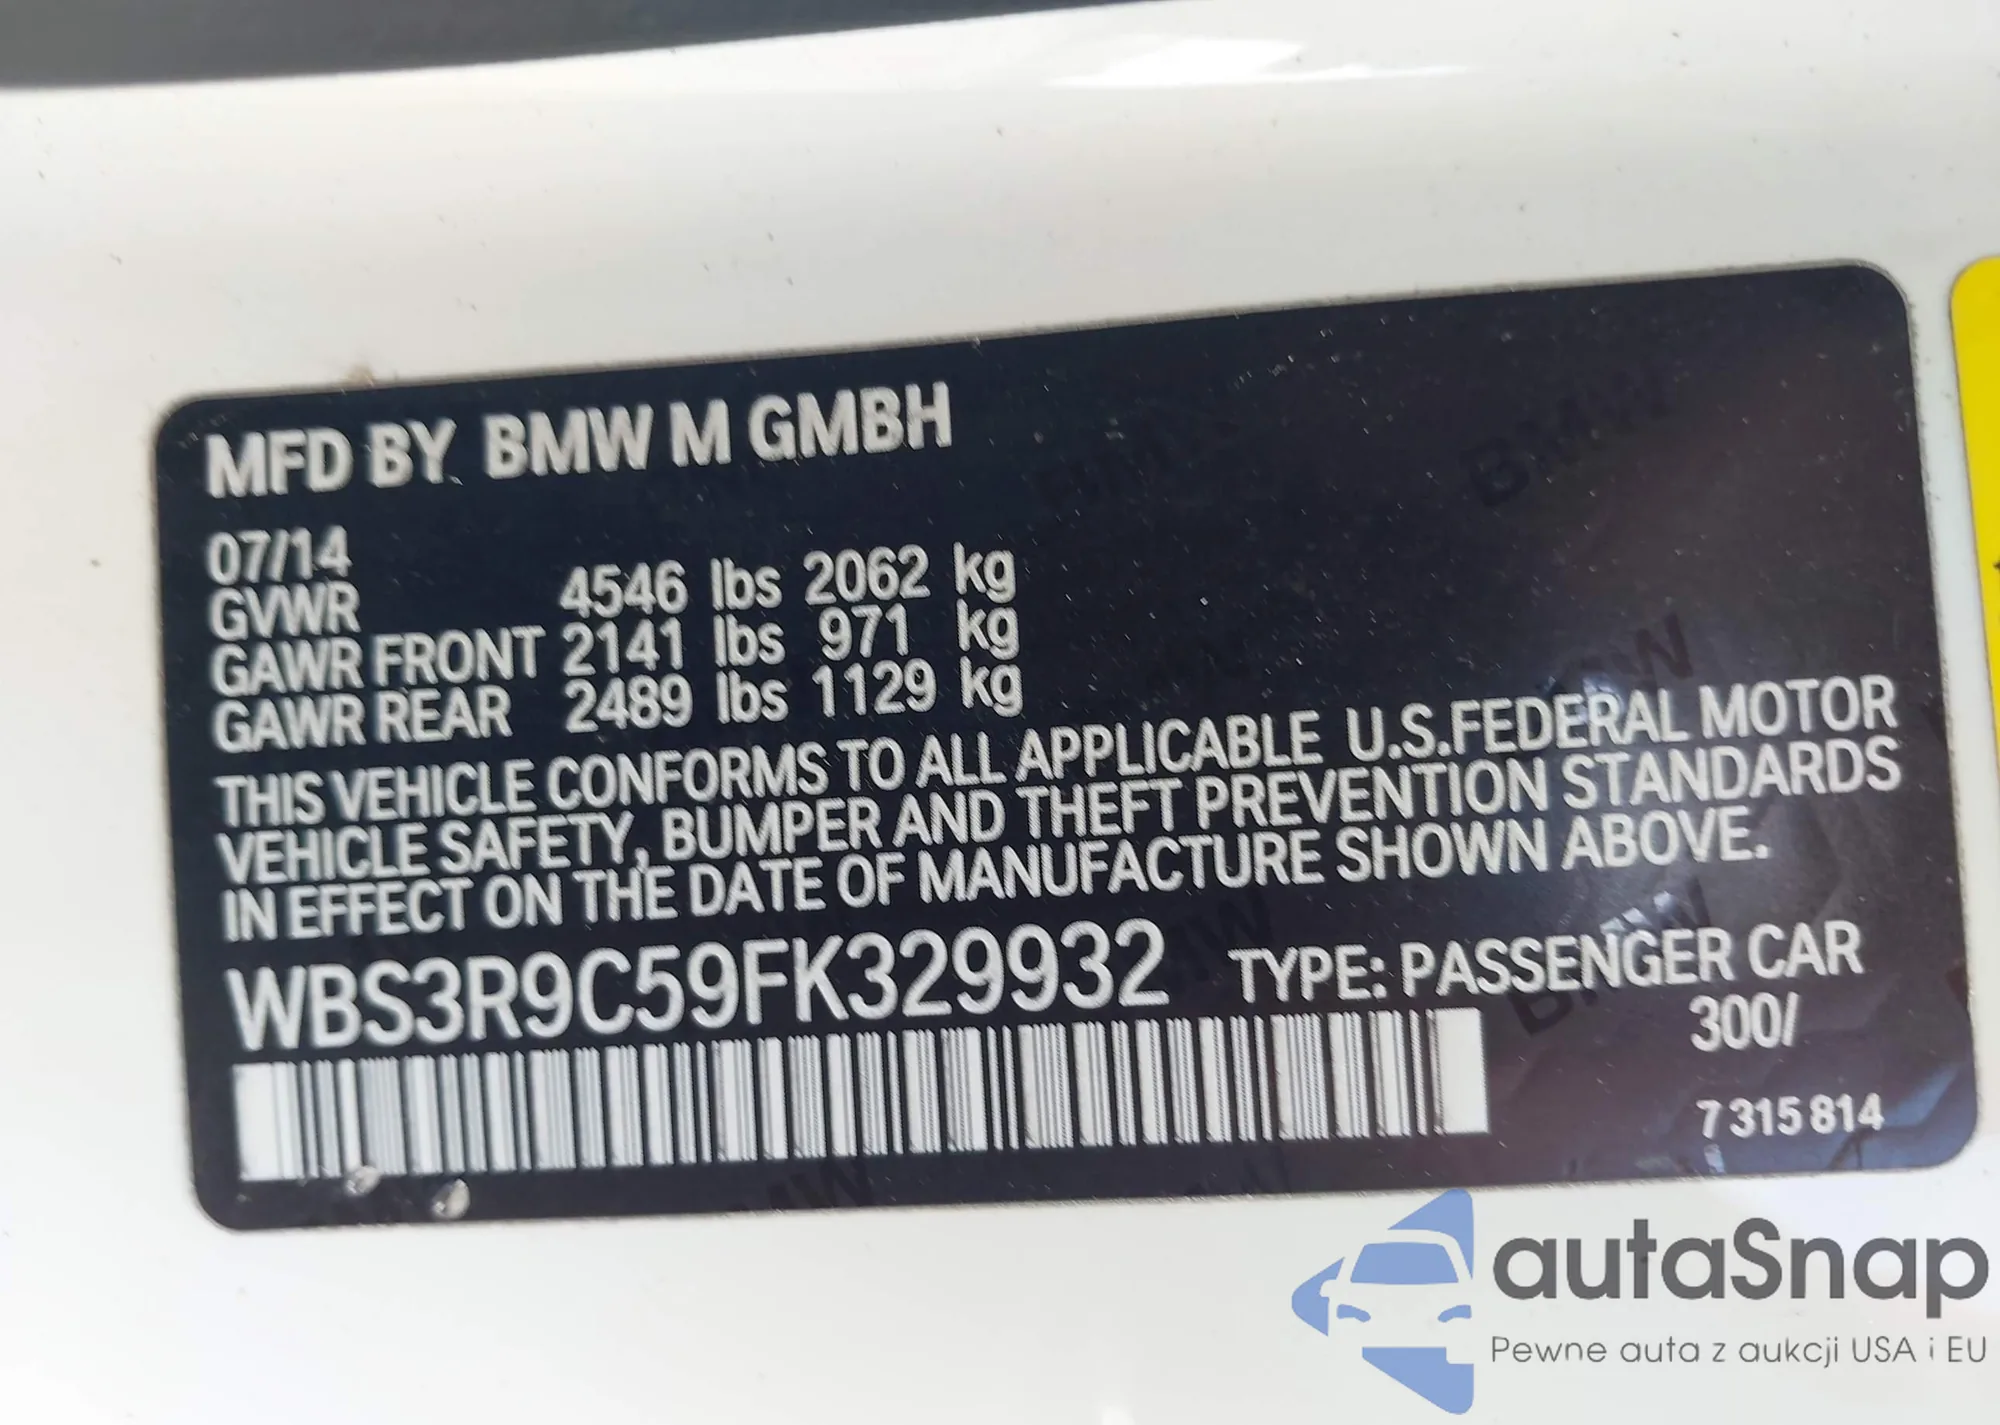 MFD BY BMW M GMBH
07/14
GVWR 4546 lbs 2062 kg
GAWR FRONT 2141 lbs 971 kg
GAWR REAR 2489 lbs 1129 kg
THIS VEHICLE CONFORMS TO ALL APPLICABLE U.S.FEDERAL MOTOR
VEHICLE SAFETY, BUMPER AND THEFT PREVENTION STANDARDS
IN EFFECT ON THE DATE OF MANUFACTURE SHOWN ABOVE.
WBS3R9C59FK329932 TYPE: PASSENGER CAR
300/
7 315 814
autaSnap
Pewne auta z aukcji USA i EU